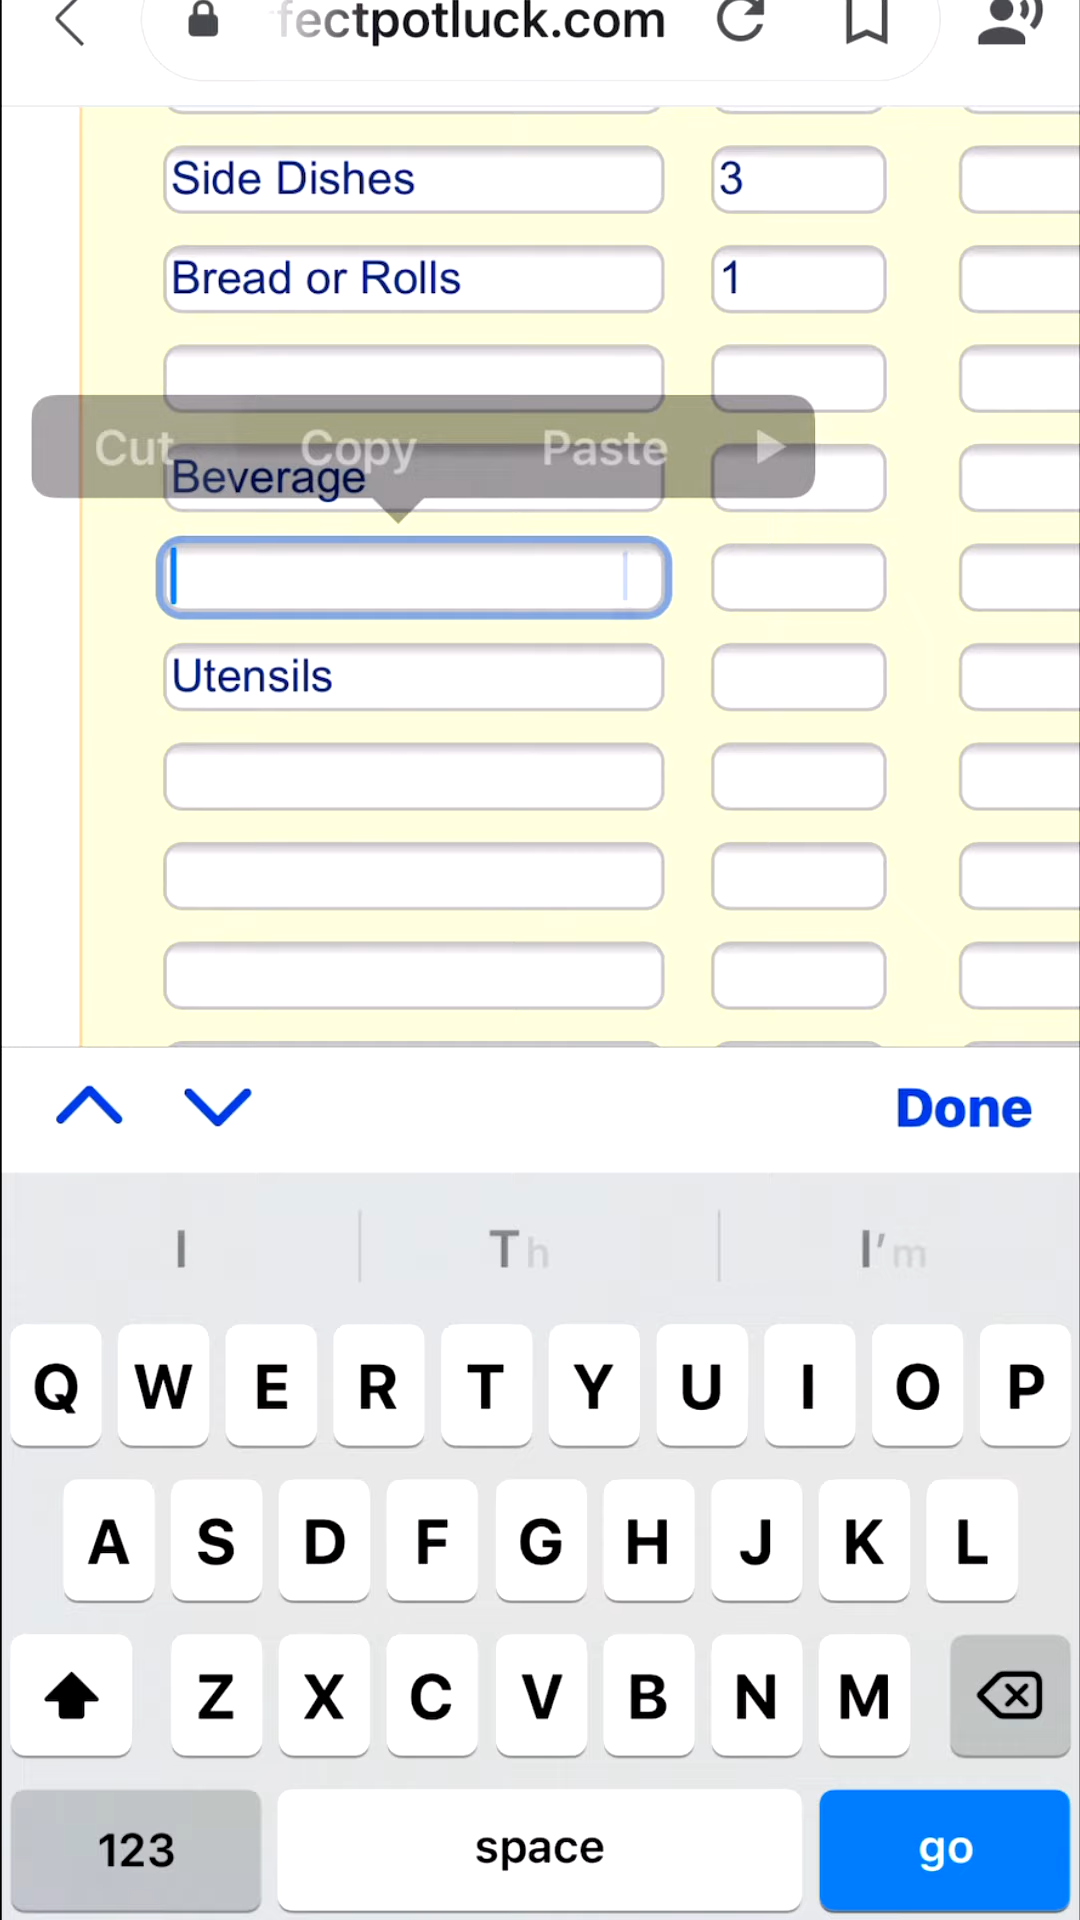 fectpotluck.com
Side Dishes 3
Bread or Rolls 1
Cut Copy Paste
Beverage
Utensils
Done
I Th I'm
Q W E R T Y U I O P
A S D F G H J K L
Z X C V B N M
123 space go